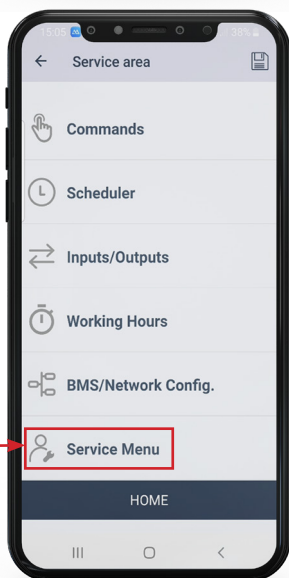 15:05 38%
Service area
Commands
Scheduler
Inputs/Outputs
Working Hours
BMS/Network Config.
Service Menu
HOME